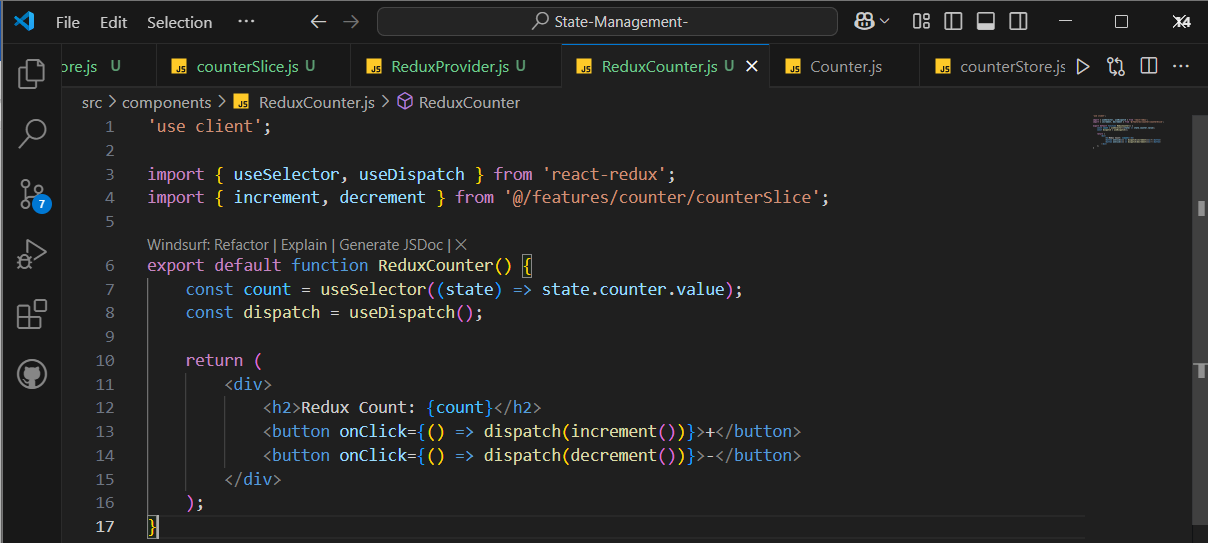 File Edit Selection ··· State-Management- 14
ore.js U JS counterSlice.js U JS ReduxProvider.js U JS ReduxCounter.js U JS Counter.js JS counterStore.js ···
src > components > JS ReduxCounter.js > ReduxCounter
1 'use client';
2
3 import { useSelector, useDispatch } from 'react-redux';
4 import { increment, decrement } from '@/features/counter/counterSlice';
5
Windsurf: Refactor | Explain | Generate JSDoc | ×
6 export default function ReduxCounter() {
7 const count = useSelector((state) => state.counter.value);
8 const dispatch = useDispatch();
9
10 return (
11 <div>
12 <h2>Redux Count: {count}</h2>
13 <button onClick={() => dispatch(increment())}>+</button>
14 <button onClick={() => dispatch(decrement())}>-</button>
15 </div>
16 );
17 }
7